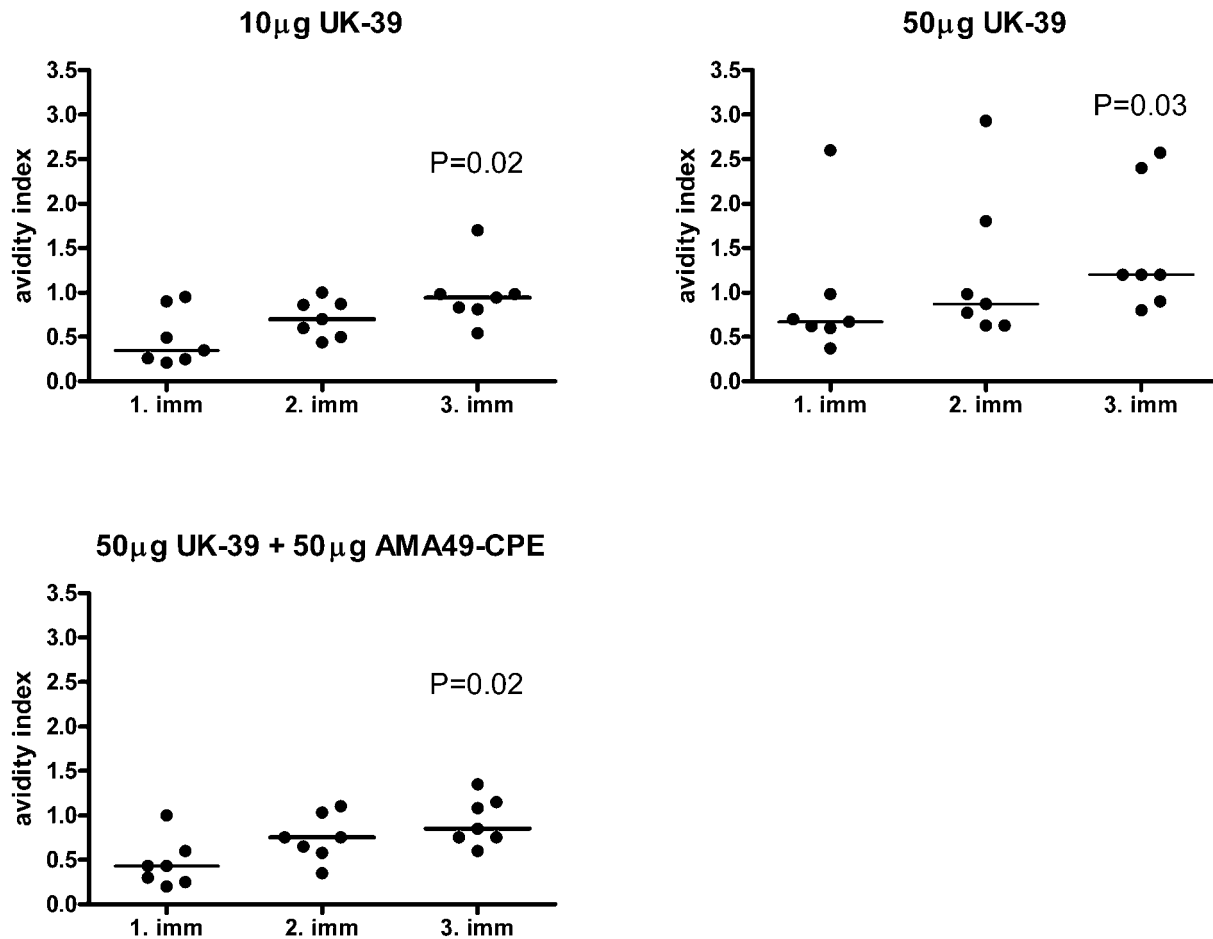 10μg UK-39
3.5
3.0
2.5
2.0
1.5
1.0
0.5
0.0
avidity index
P=0.02
1. imm 2. imm 3. imm
50μg UK-39
3.5
3.0
2.5
2.0
1.5
1.0
0.5
0.0
avidity index
P=0.03
1. imm 2. imm 3. imm
50μg UK-39 + 50μg AMA49-CPE
3.5
3.0
2.5
2.0
1.5
1.0
0.5
0.0
avidity index
P=0.02
1. imm 2. imm 3. imm